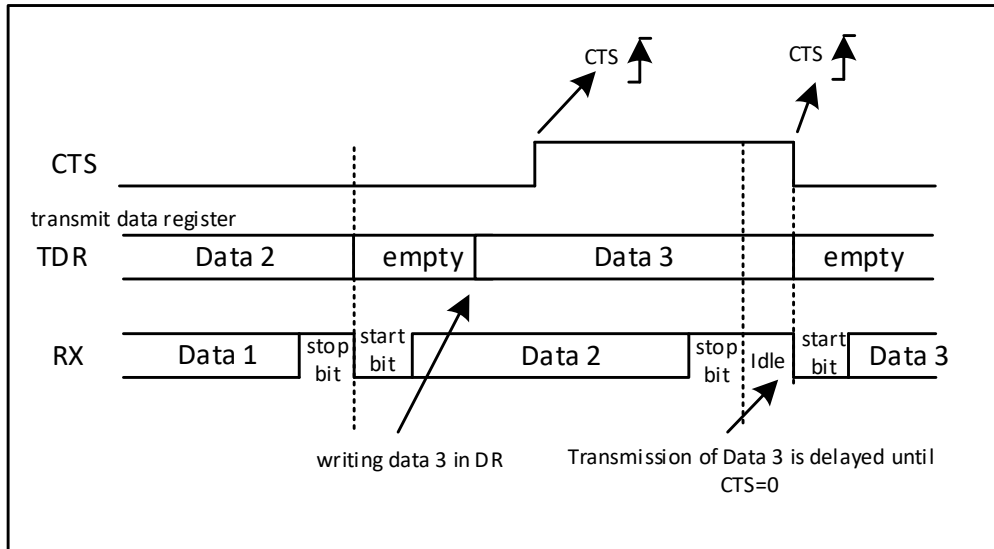 CTS
CTS
CTS
transmit data register
TDR
Data 2
empty
Data 3
empty
RX
Data 1
stop
bit
start
bit
Data 2
stop
bit
Idle
start
bit
Data 3
writing data 3 in DR
Transmission of Data 3 is delayed until
CTS=0